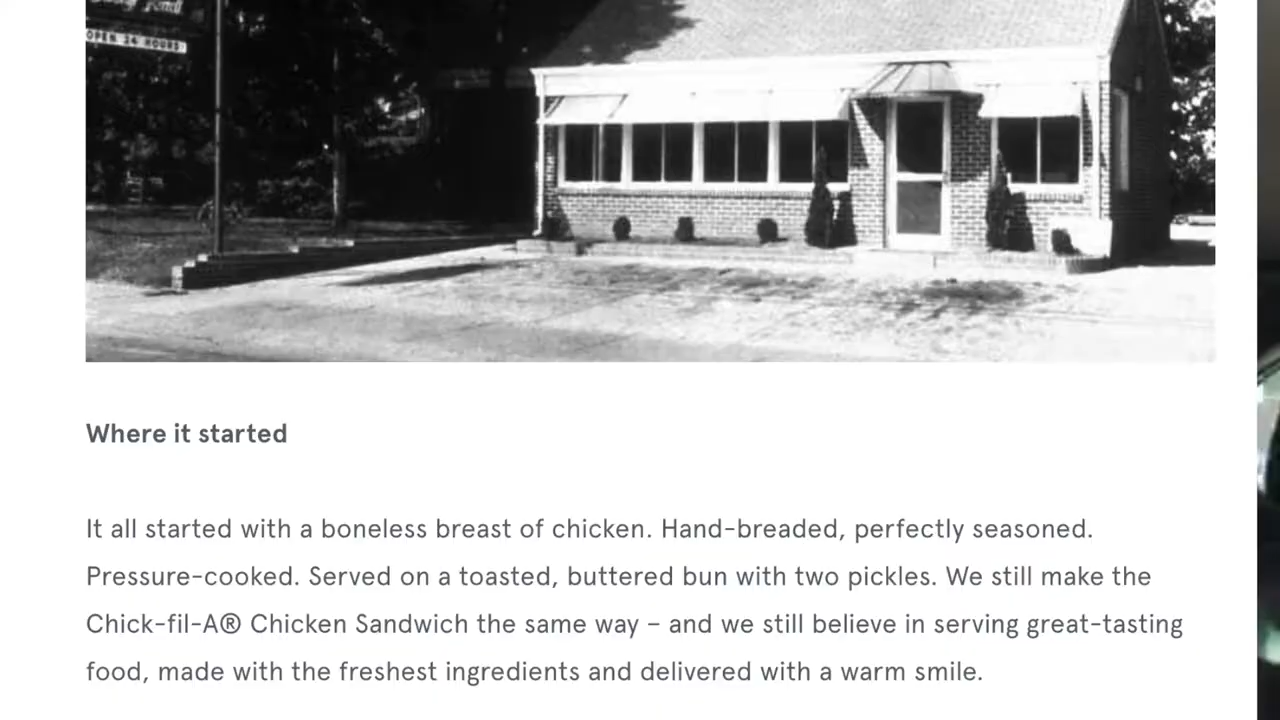 OPEN 24 HOURS
Where it started
It all started with a boneless breast of chicken. Hand-breaded, perfectly seasoned.
Pressure-cooked. Served on a toasted, buttered bun with two pickles. We still make the
Chick-fil-A® Chicken Sandwich the same way – and we still believe in serving great-tasting
food, made with the freshest ingredients and delivered with a warm smile.